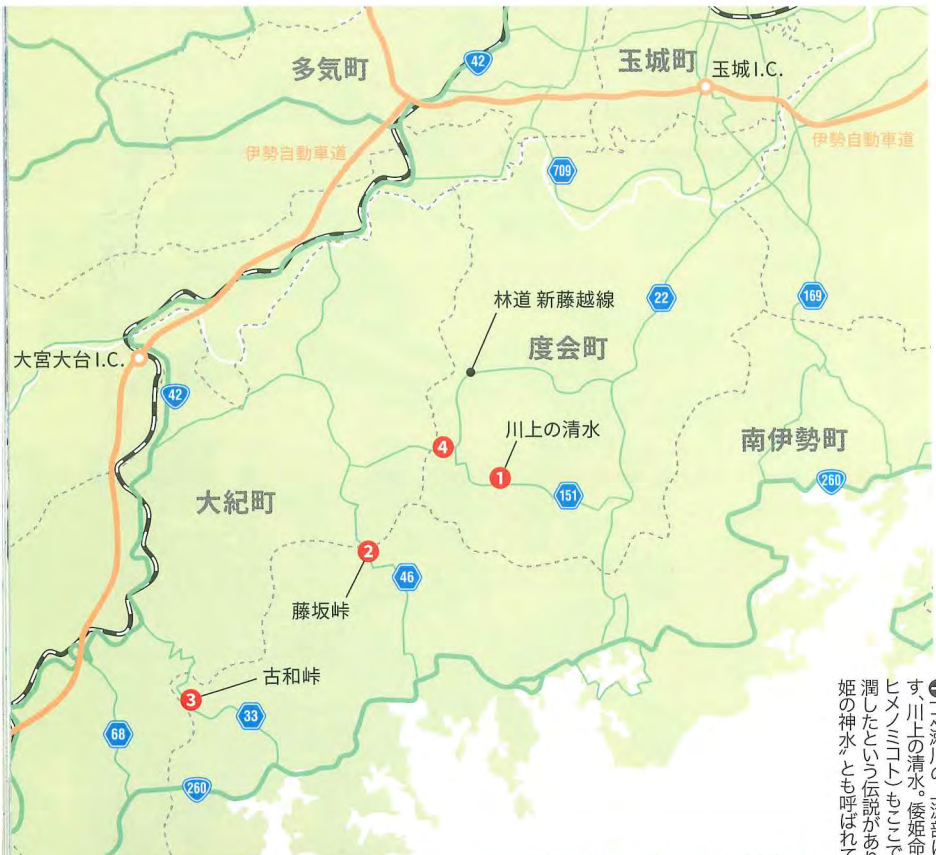 多気町
42
玉城町
玉城I.C.
伊勢自動車道
伊勢自動車道
709
林道 新藤越線
22
169
度会町
大宮大台I.C.
42
川上の清水
4
1
南伊勢町
260
151
大紀町
2
46
藤坂峠
古和峠
3
33
68
260
す、川上の清水。倭姫命
ヒメノミコト)もここで
潤したという伝説があり
姫の神水〟とも呼ばれて